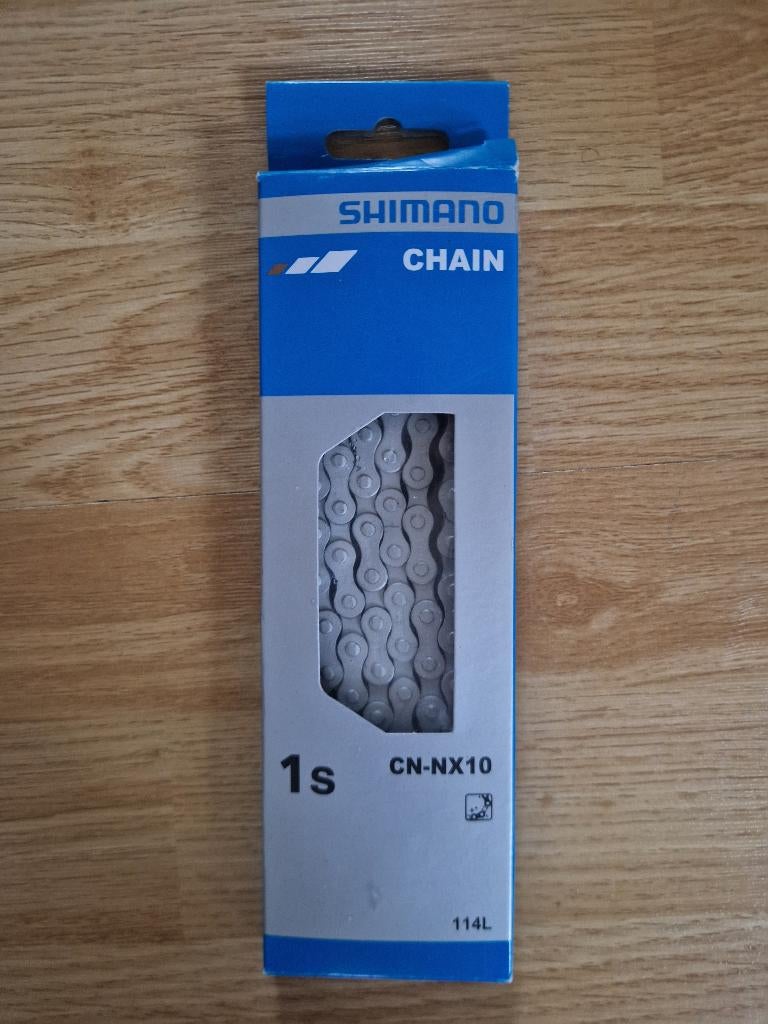 SHIMANO
CHAIN
1s
CN-NX10
114L